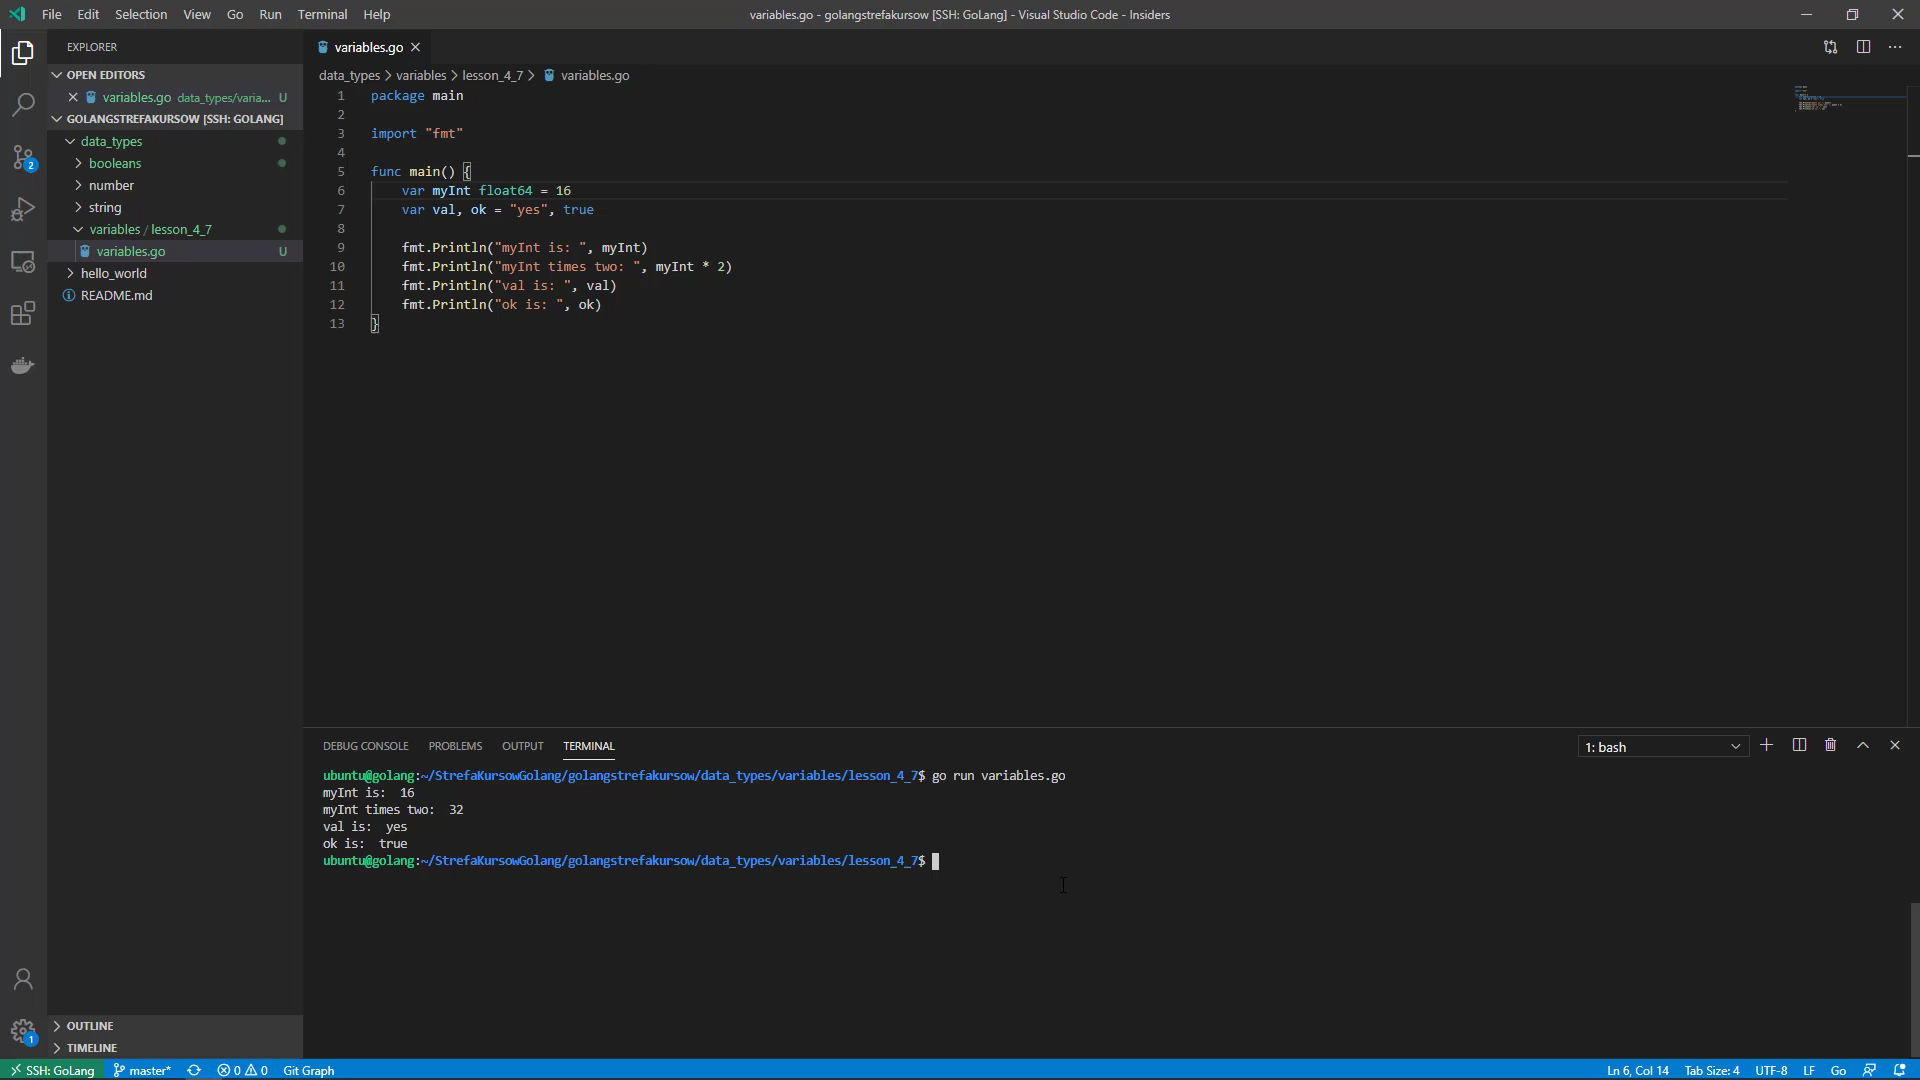 File Edit Selection View Go Run Terminal Help
variables.go - golangstrefakursow [SSH: GoLang] - Visual Studio Code - Insiders
EXPLORER
OPEN EDITORS
variables.go data_types/varia... U
GOLANGSTREFAKURSOW [SSH: GOLANG]
data_types
booleans
number
string
variables / lesson_4_7
variables.go U
hello_world
README.md
OUTLINE
TIMELINE
2
1
variables.go
data_types > variables > lesson_4_7 > variables.go
1 package main
2
3 import "fmt"
4
5 func main() {
6 var myInt float64 = 16
7 var val, ok = "yes", true
8
9 fmt.Println("myInt is: ", myInt)
10 fmt.Println("myInt times two: ", myInt * 2)
11 fmt.Println("val is: ", val)
12 fmt.Println("ok is: ", ok)
13 }
DEBUG CONSOLE PROBLEMS OUTPUT TERMINAL
1: bash
ubuntu@golang:~/StrefaKursowGolang/golangstrefakursow/data_types/variables/lesson_4_7$ go run variables.go
myInt is:  16
myInt times two:  32
val is:  yes
ok is:  true
ubuntu@golang:~/StrefaKursowGolang/golangstrefakursow/data_types/variables/lesson_4_7$
SSH: GoLang master* 0 0 Git Graph
Ln 6, Col 14 Tab Size: 4 UTF-8 LF Go